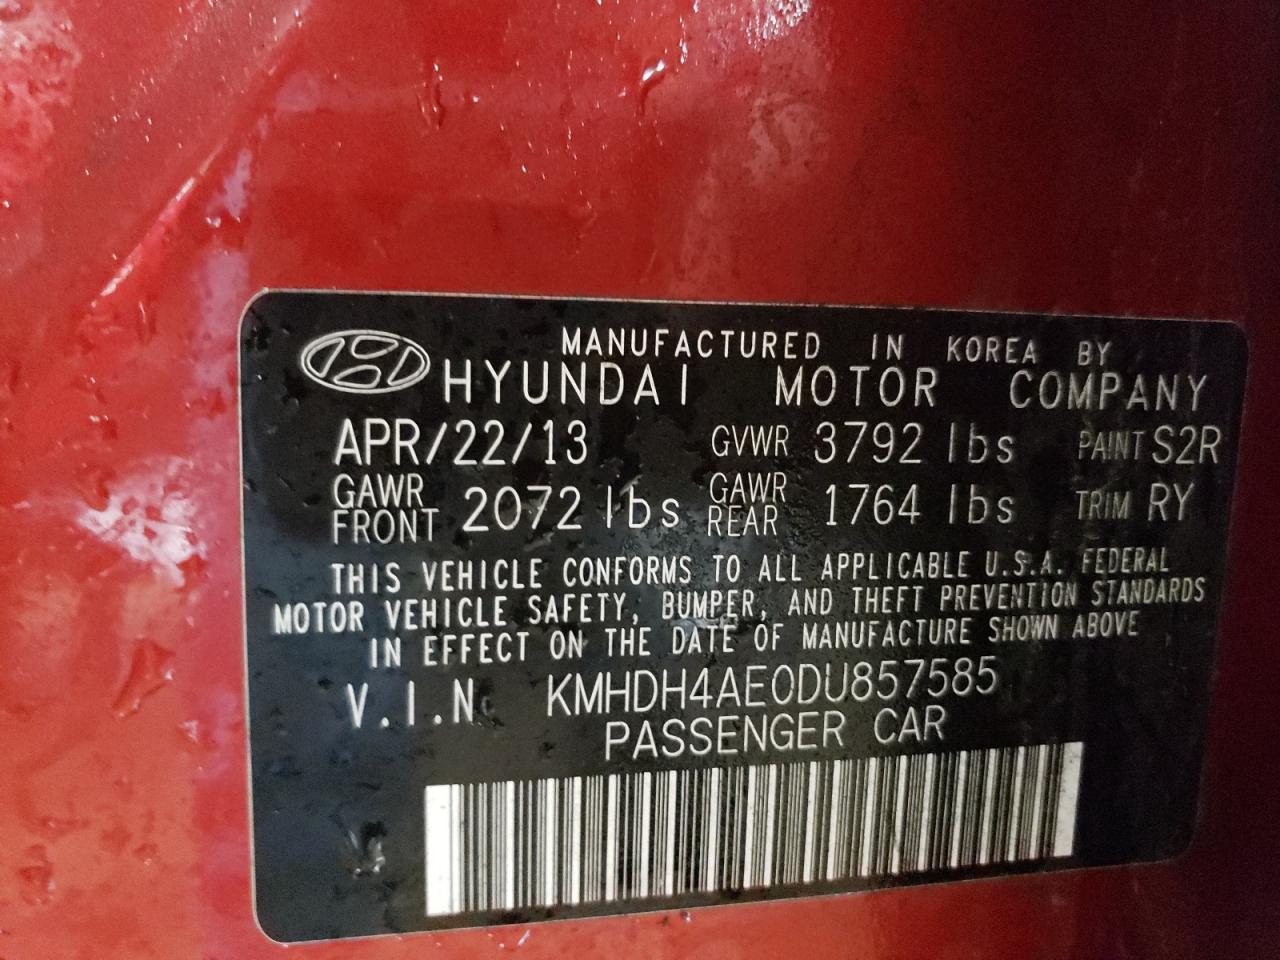 MANUFACTURED IN KOREA BY
HYUNDAI MOTOR COMPANY
APR/22/13 GVWR 3792 lbs PAINT S2R
GAWR FRONT 2072 lbs GAWR REAR 1764 lbs TRIM RY
THIS VEHICLE CONFORMS TO ALL APPLICABLE U.S.A. FEDERAL
MOTOR VEHICLE SAFETY, BUMPER, AND THEFT PREVENTION STANDARDS
IN EFFECT ON THE DATE OF MANUFACTURE SHOWN ABOVE
V.I.N KMHDH4AE0DU857585
PASSENGER CAR